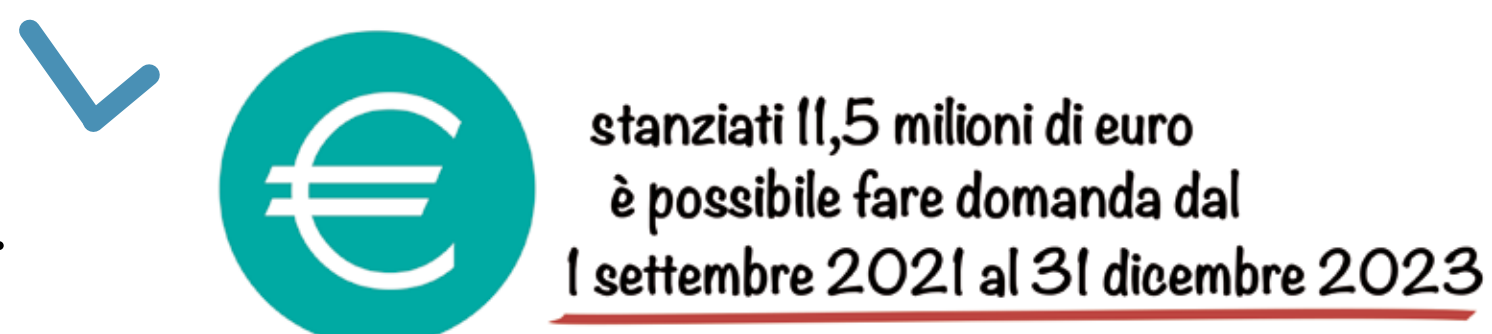 stanziati 11,5 milioni di euro
è possibile fare domanda dal
1 settembre 2021 al 31 dicembre 2023